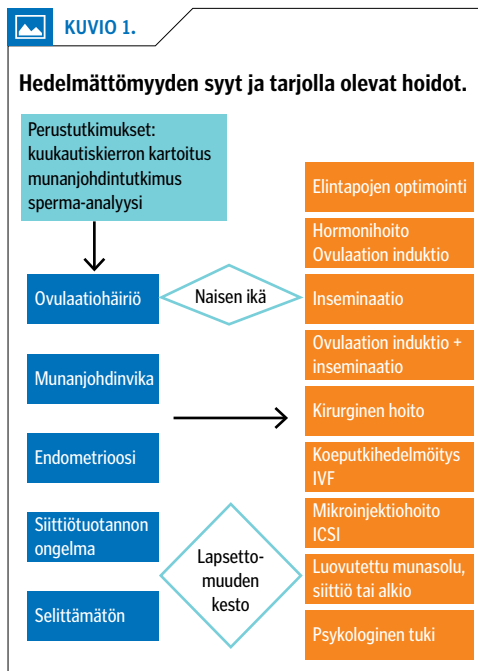 KUVIO 1.
Hedelmättömyyden syyt ja tarjolla olevat hoidot.
Perustutkimukset:
kuukautiskierron kartoitus
munanjohdintutkimus
sperma-analyysi
Ovulaatiohäiriö
Munanjohdinvika
Endometrioosi
Siittiötuotannon
ongelma
Selittämätön
Naisen ikä
Lapsetto-
muuden
kesto
Elintapojen optimointi
Hormonihoito
Ovulaation induktio
Inseminaatio
Ovulaation induktio +
inseminaatio
Kirurginen hoito
Koeputkihedelmöitys
IVF
Mikroinjektiohoito
ICSI
Luovutettu munasolu,
siittiö tai alkio
Psykologinen tuki